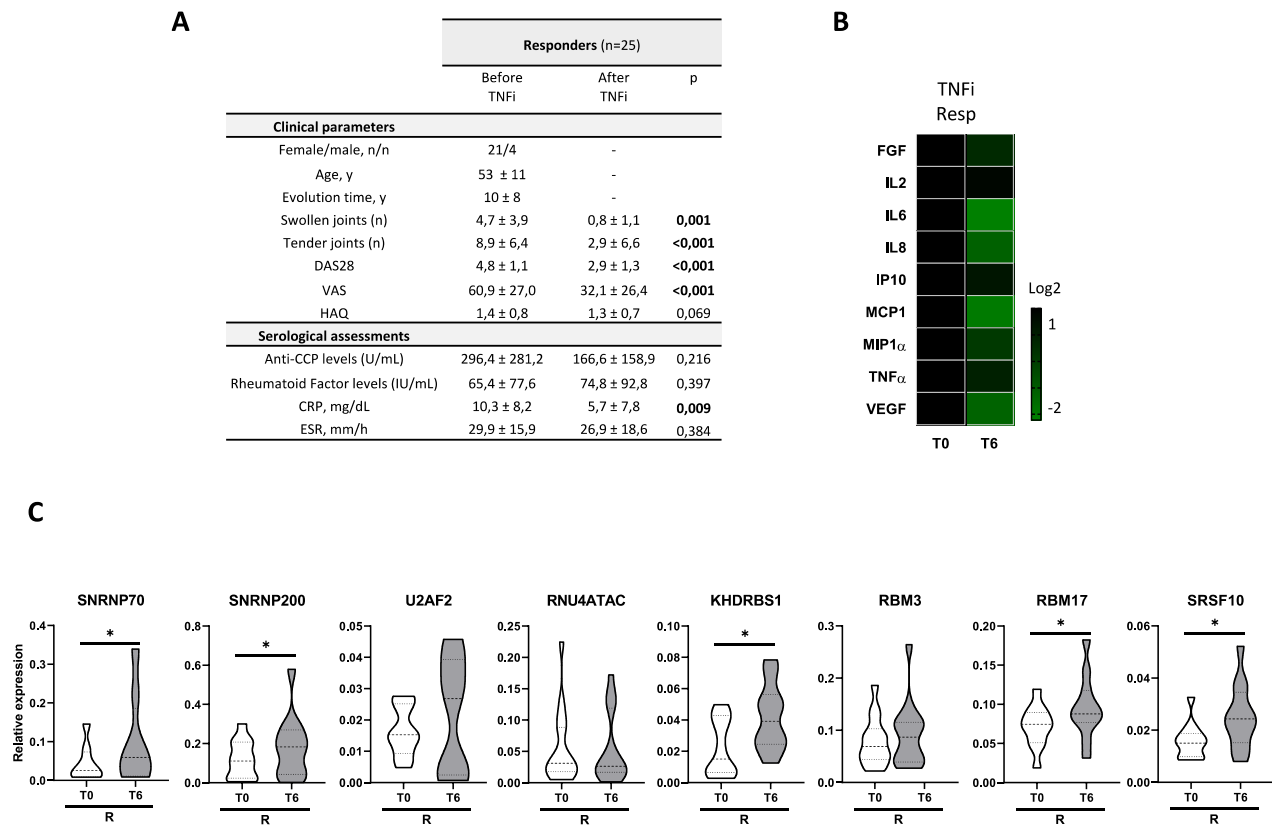 A
Responders (n=25)
Before TNFi After TNFi p
Clinical parameters
Female/male, n/n 21/4 -
Age, y 53 ± 11 -
Evolution time, y 10 ± 8 -
Swollen joints (n) 4,7 ± 3,9 0,8 ± 1,1 0,001
Tender joints (n) 8,9 ± 6,4 2,9 ± 6,6 <0,001
DAS28 4,8 ± 1,1 2,9 ± 1,3 <0,001
VAS 60,9 ± 27,0 32,1 ± 26,4 <0,001
HAQ 1,4 ± 0,8 1,3 ± 0,7 0,069
Serological assessments
Anti-CCP levels (U/mL) 296,4 ± 281,2 166,6 ± 158,9 0,216
Rheumatoid Factor levels (IU/mL) 65,4 ± 77,6 74,8 ± 92,8 0,397
CRP, mg/dL 10,3 ± 8,2 5,7 ± 7,8 0,009
ESR, mm/h 29,9 ± 15,9 26,9 ± 18,6 0,384
B
TNFi
Resp
FGF
IL2
IL6
IL8
IP10
MCP1
MIP1α
TNFα
VEGF
T0 T6
Log2
1
-2
C
Relative expression
SNRNP70
*
0.4
0.3
0.2
0.1
0.0
T0 T6
R
SNRNP200
*
0.8
0.6
0.4
0.2
0.0
T0 T6
R
U2AF2
0.05
0.04
0.03
0.02
0.01
0.00
T0 T6
R
RNU4ATAC
0.25
0.20
0.15
0.10
0.05
0.00
T0 T6
R
KHDRBS1
*
0.10
0.08
0.06
0.04
0.02
0.00
T0 T6
R
RBM3
0.3
0.2
0.1
0.0
T0 T6
R
RBM17
*
0.20
0.15
0.10
0.05
0.00
T0 T6
R
SRSF10
*
0.06
0.04
0.02
0.00
T0 T6
R